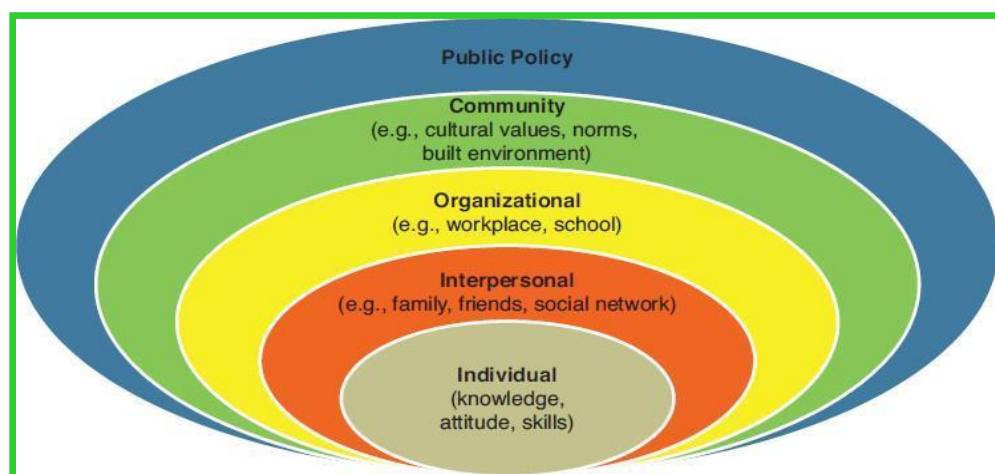 Public Policy
Community
(e.g., cultural values, norms,
built environment)
Organizational
(e.g., workplace, school)
Interpersonal
(e.g., family, friends, social network)
Individual
(knowledge,
attitude, skills)